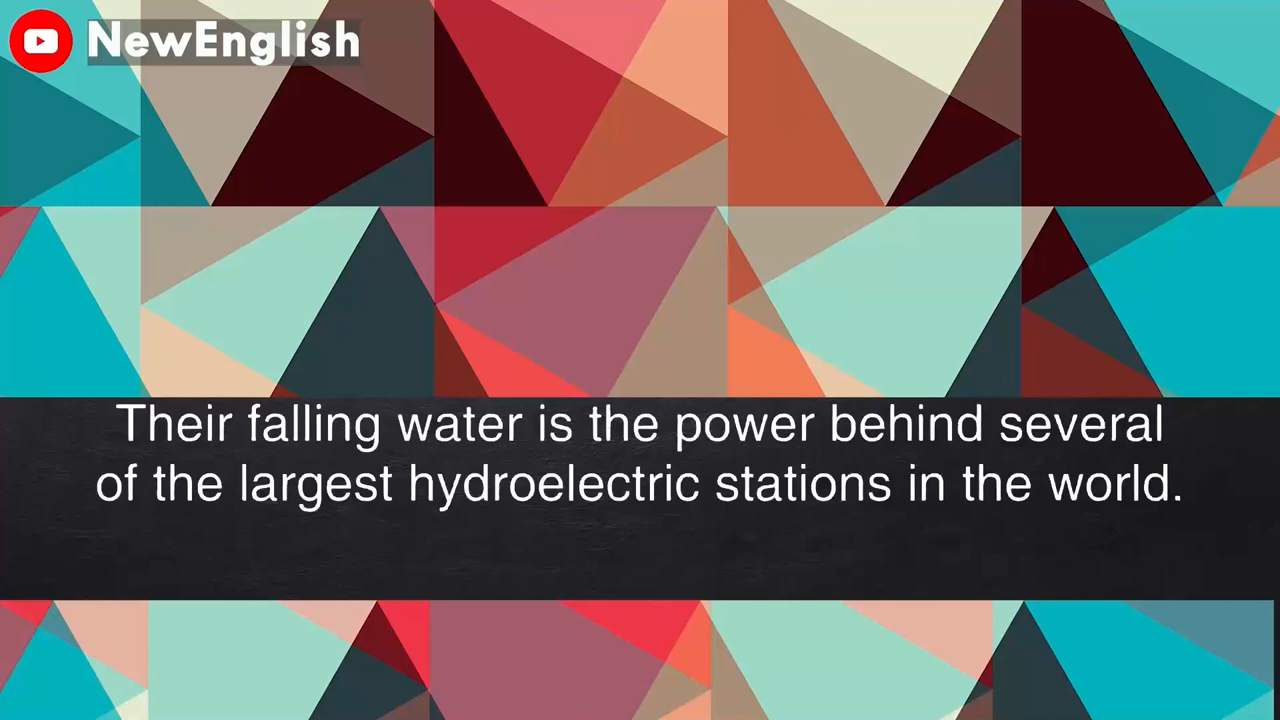 NewEnglish
Their falling water is the power behind several
of the largest hydroelectric stations in the world.